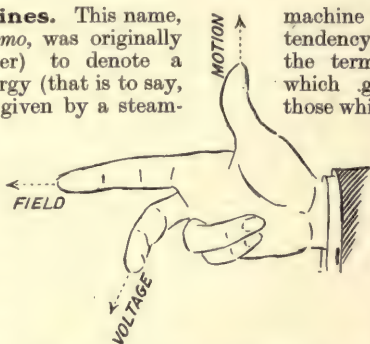 ines. This name,
mo, was originally
er) to denote a
rgy (that is to say,
given by a steam-
machine
tendency
the term
which g
those whi
MOTION
FIELD
VOLTAGE